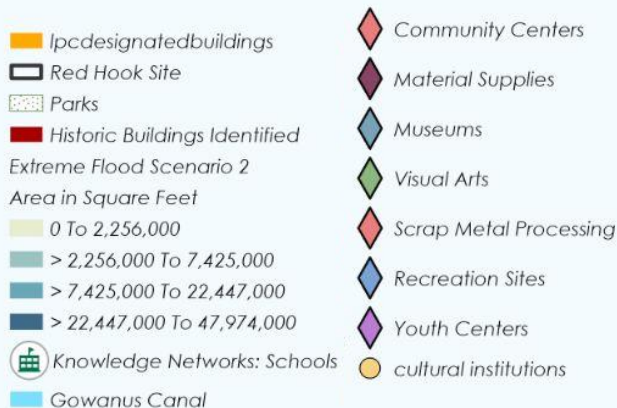 lpcdesignatedbuildings
Red Hook Site
Parks
Historic Buildings Identified
Extreme Flood Scenario 2
Area in Square Feet
0 To 2,256,000
> 2,256,000 To 7,425,000
> 7,425,000 To 22,447,000
> 22,447,000 To 47,974,000
Knowledge Networks: Schools
Gowanus Canal
Community Centers
Material Supplies
Museums
Visual Arts
Scrap Metal Processing
Recreation Sites
Youth Centers
cultural institutions